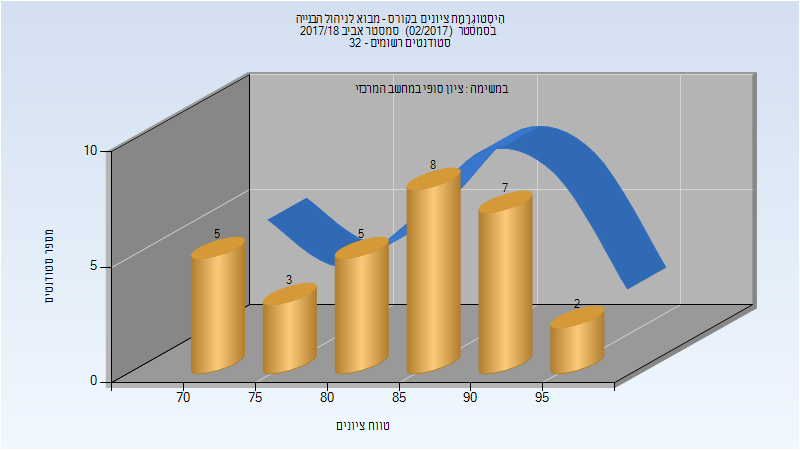 היסטוגרמת ציונים בקורס - מבוא לניהול הבנייה
בסמסטר (02/2017) סמסטר אביב 2017/18
סטודנטים רשומים - 32
במשימה : ציון סופי במחשב המרכזי
10
5
0
מספר סטודנטים
5
3
5
8
7
2
70 75 80 85 90 95
טווח ציונים